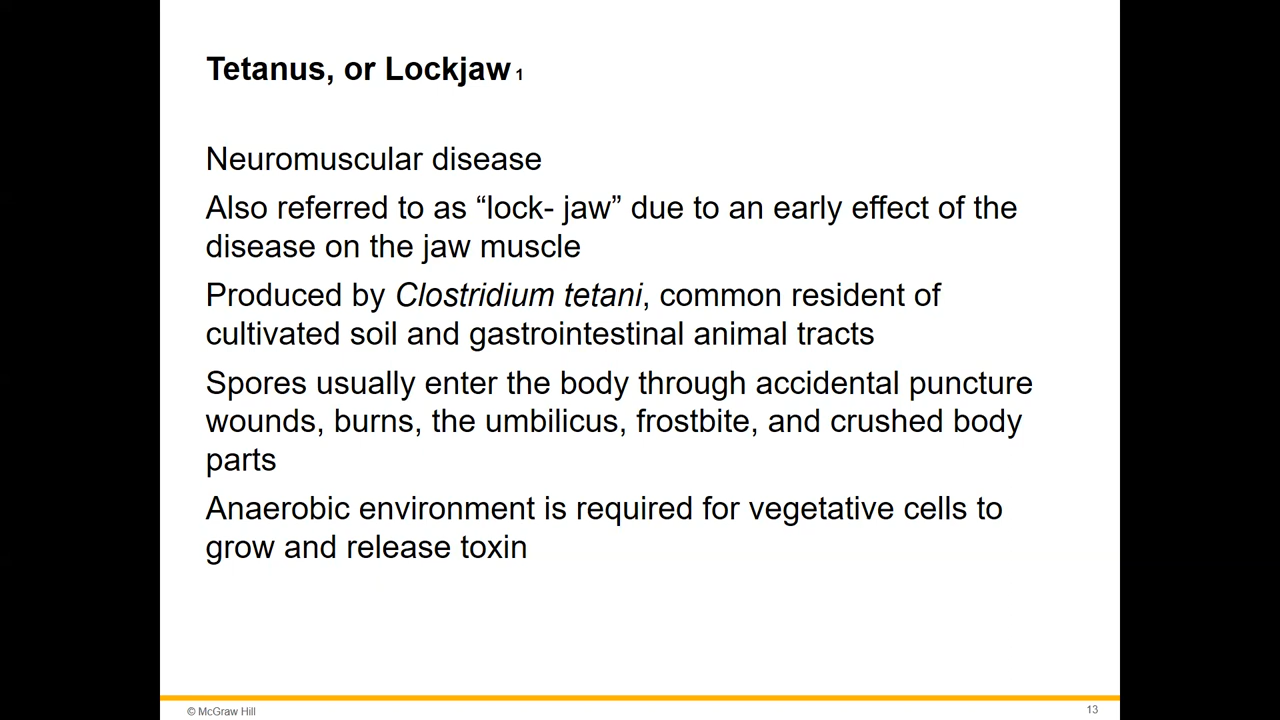 Tetanus, or Lockjaw 1
Neuromuscular disease
Also referred to as “lock- jaw” due to an early effect of the
disease on the jaw muscle
Produced by Clostridium tetani, common resident of
cultivated soil and gastrointestinal animal tracts
Spores usually enter the body through accidental puncture
wounds, burns, the umbilicus, frostbite, and crushed body
parts
Anaerobic environment is required for vegetative cells to
grow and release toxin
© McGraw Hill
13